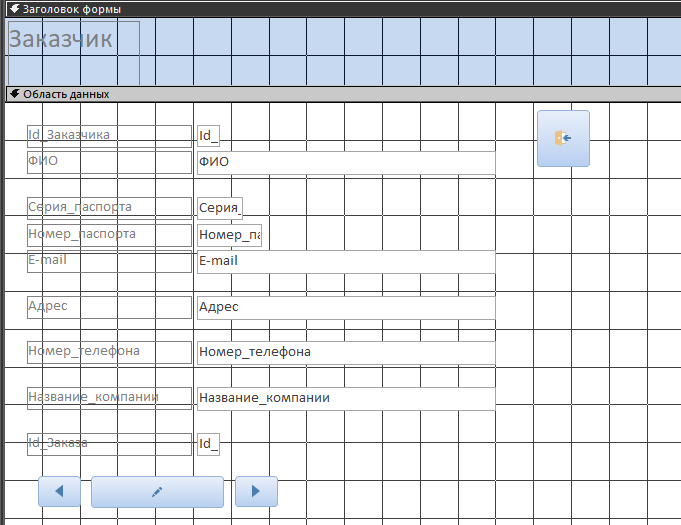 Заголовок формы
Заказчик
Область данных
Id_Заказчика Id_
ФИО ФИО
Серия_паспорта Серия_
Номер_паспорта Номер_па
E-mail E-mail
Адрес Адрес
Номер_телефона Номер_телефона
Название_компании Название_компании
Id_Заказа Id_